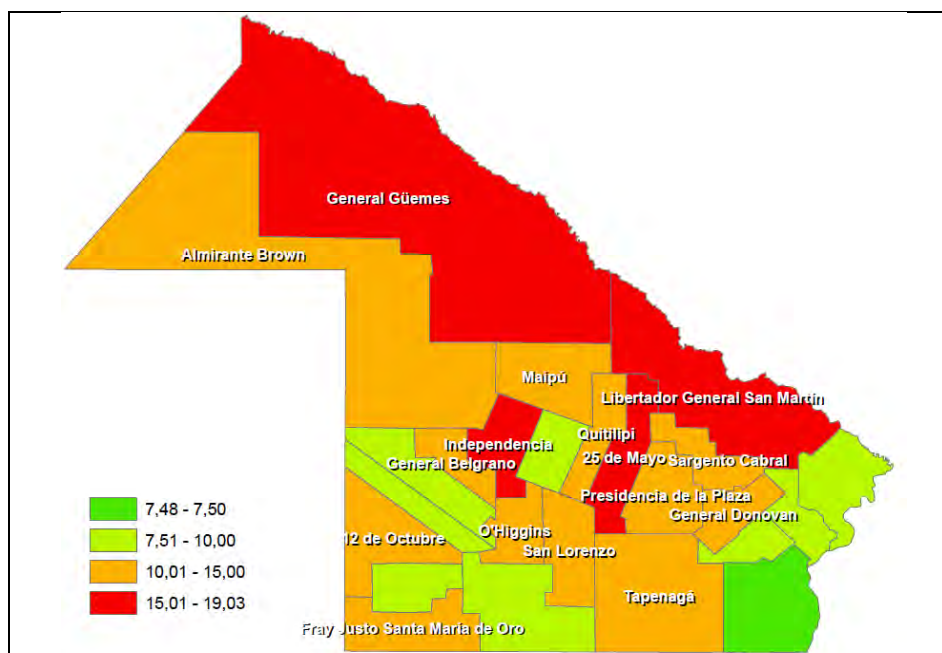 General Güemes
Almirante Brown
Maipú
Libertador General San Martín
Quitilipi
Independencia
25 de Mayo
Sargento Cabral
General Belgrano
Presidencia de la Plaza
General Donovan
O'Higgins
12 de Octubre
San Lorenzo
Tapenagá
Fray Justo Santa María de Oro
7,48 - 7,50
7,51 - 10,00
10,01 - 15,00
15,01 - 19,03